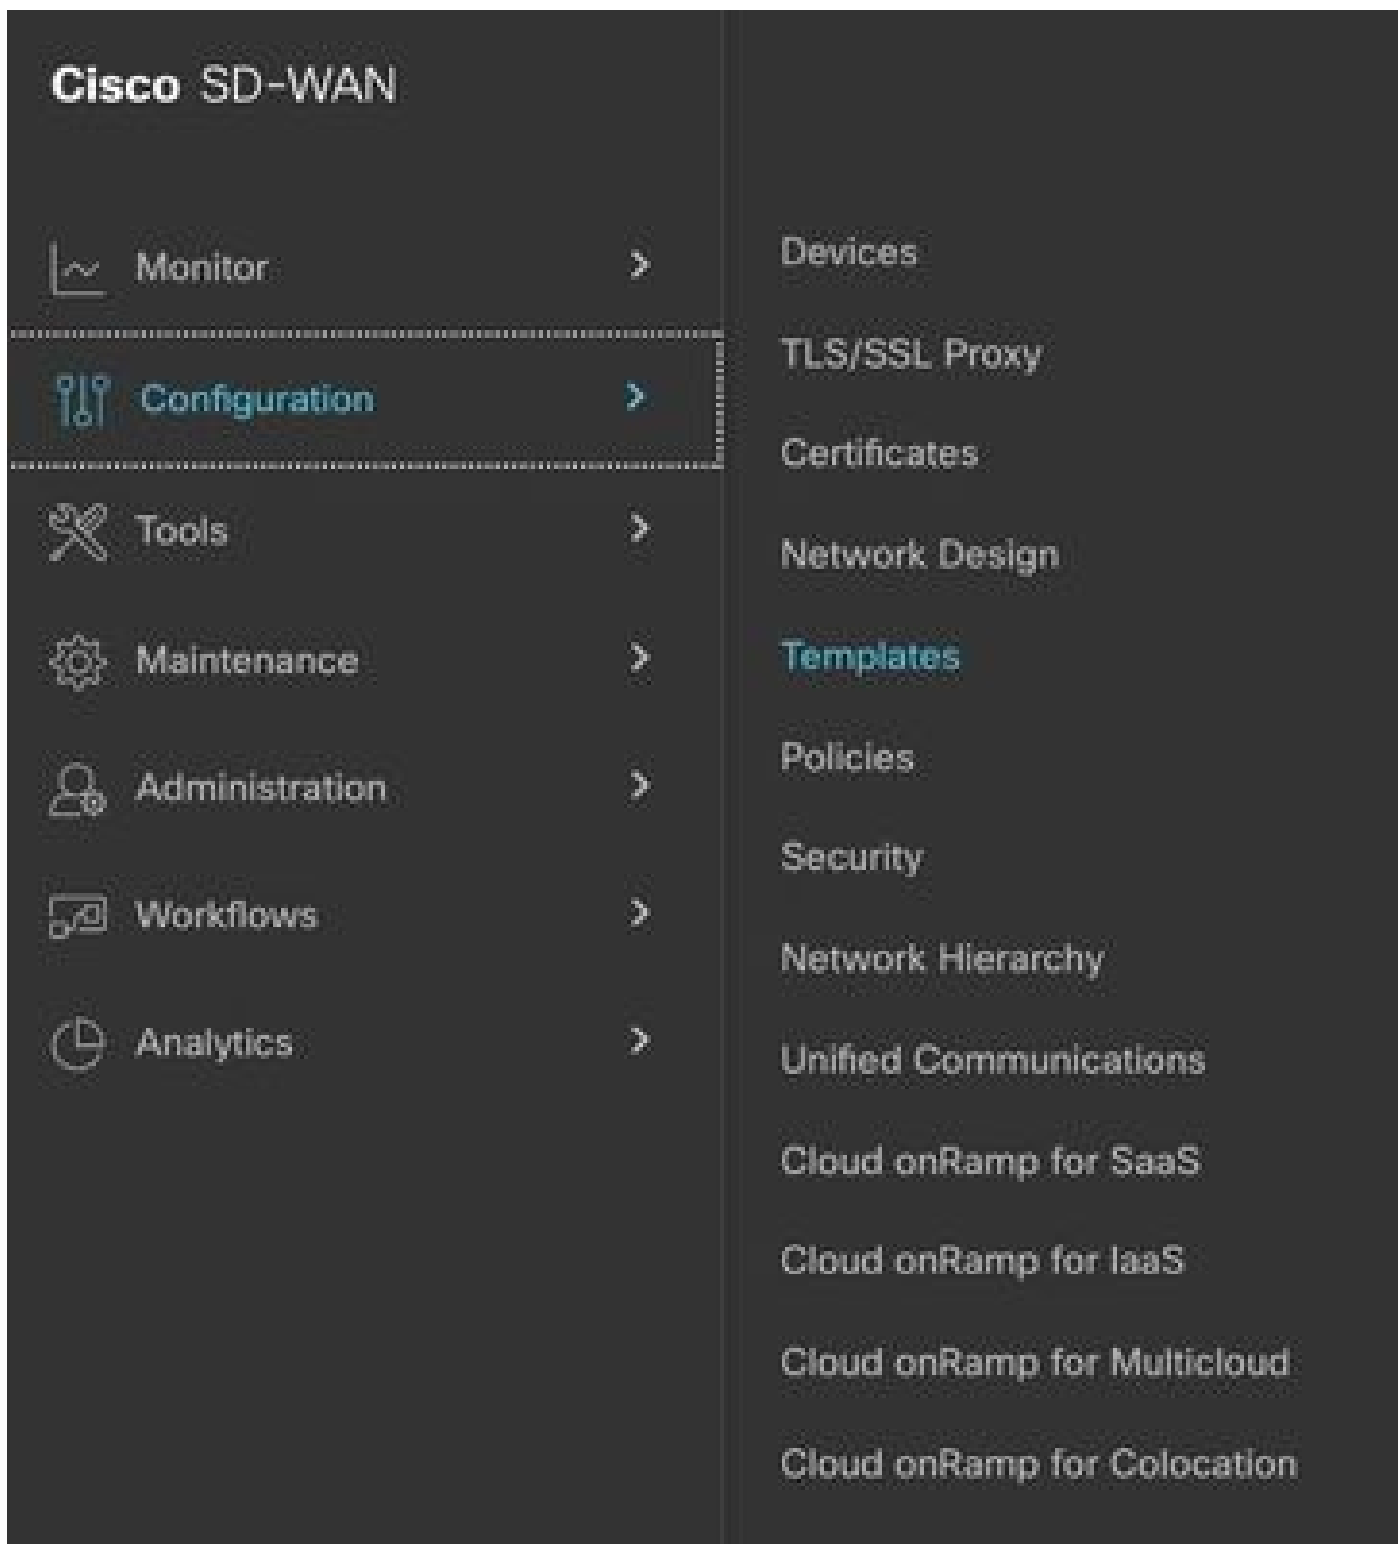 Cisco SD-WAN
Monitor
Configuration
Tools
Maintenance
Administration
Workflows
Analytics
Devices
TLS/SSL Proxy
Certificates
Network Design
Templates
Policies
Security
Network Hierarchy
Unified Communications
Cloud onRamp for SaaS
Cloud onRamp for IaaS
Cloud onRamp for Multicloud
Cloud onRamp for Colocation